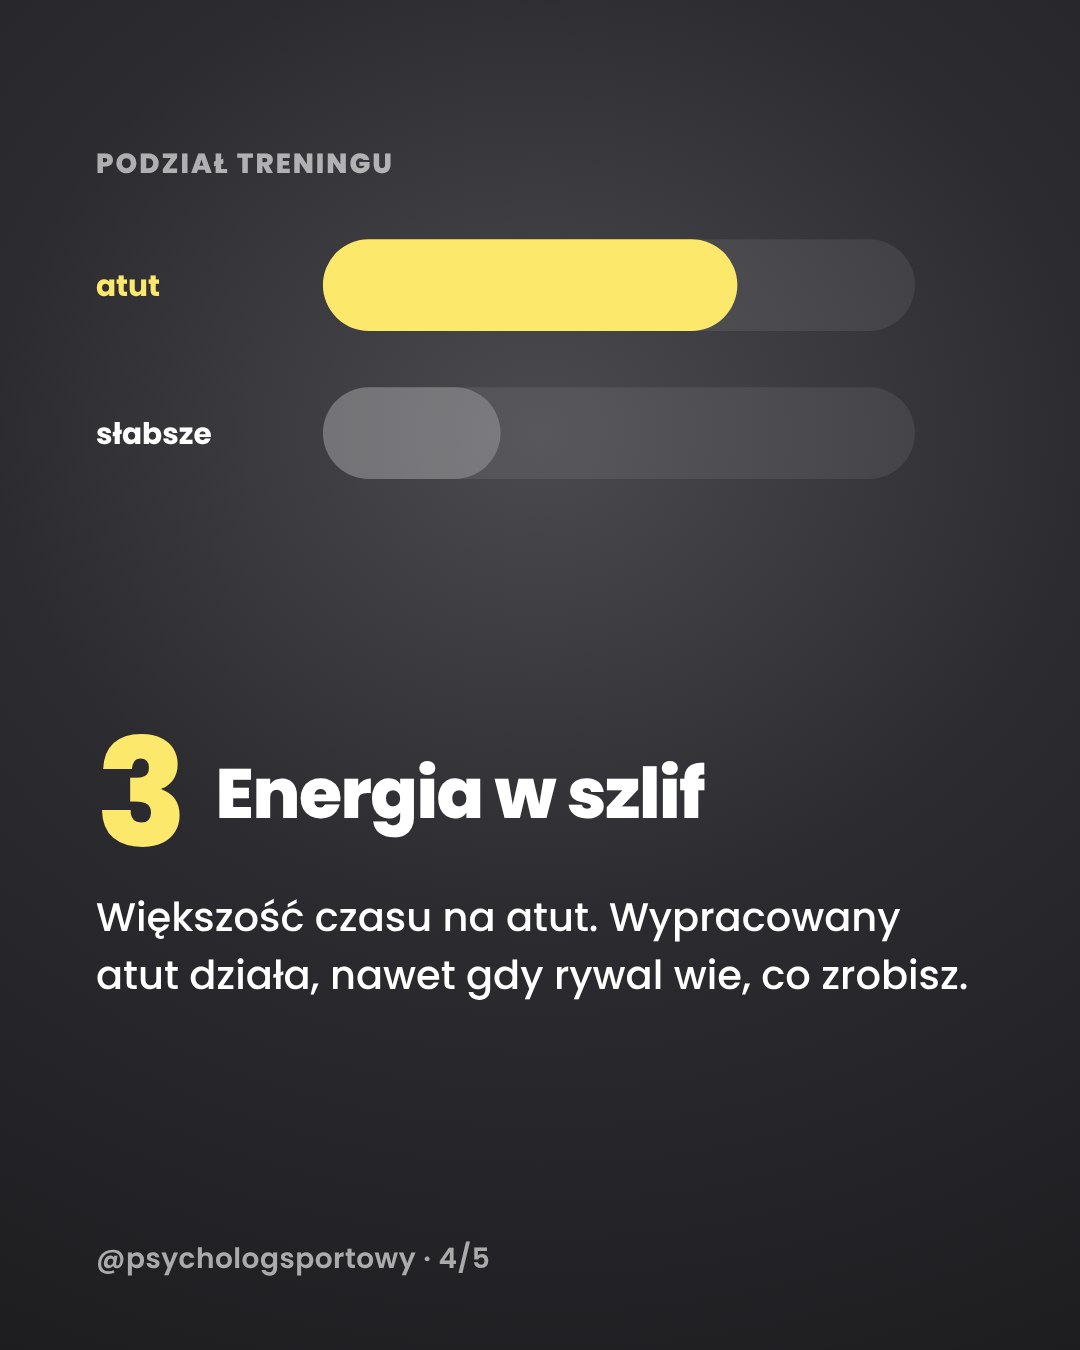 PODZIAŁ TRENINGU
atut
słabsze
3 Energia w szlif
Większość czasu na atut. Wypracowany
atut działa, nawet gdy rywal wie, co zrobisz.
@psychologsportowy · 4/5